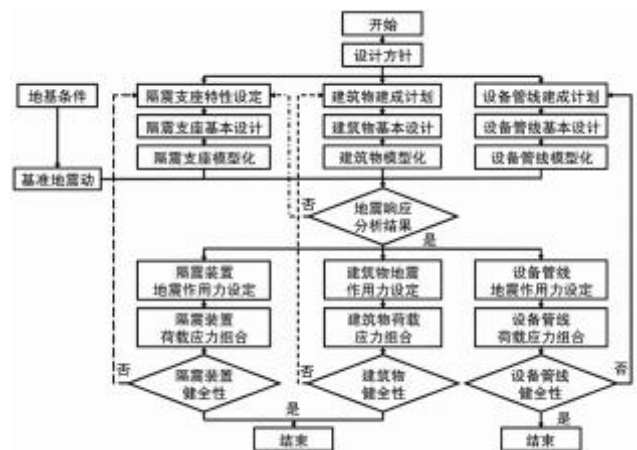 开始
设计方针
地基条件
隔震支座特性设定
建筑物建成计划
设备管线建成计划
隔震支座基本设计
建筑物基本设计
设备管线基本设计
隔震支座模型化
建筑物模型化
设备管线模型化
基准地震动
否
地震响应
分析结果
是
隔震装置
地震作用力设定
建筑物地震
作用力设定
设备管线
地震作用力设定
隔震装置
荷载应力组合
建筑物荷载
应力组合
设备管线
荷载应力组合
否
隔震装置
健全性
否
建筑物
健全性
设备管线
健全性
否
是
是
结束
结束